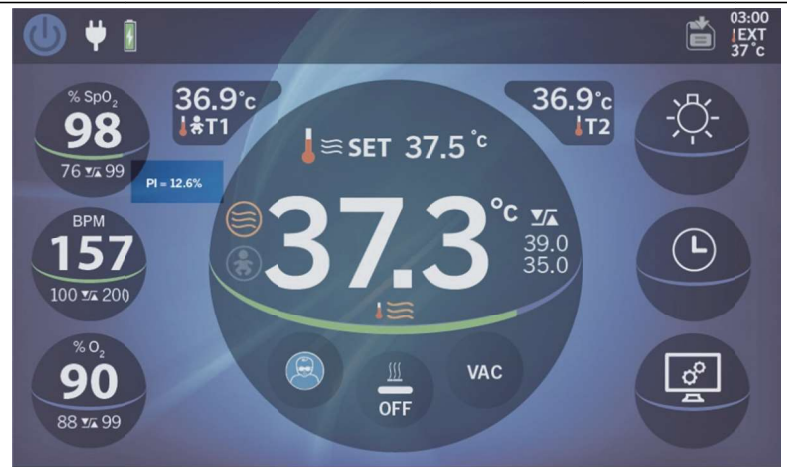 03:00
EXT
37°c
% SpO₂
98
76 99
PI = 12.6%
36.9°c
T1
36.9°c
T2
SET 37.5 °c
37.3 °c
39.0
35.0
BPM
157
100 200
% O₂
90
88 99
OFF
VAC